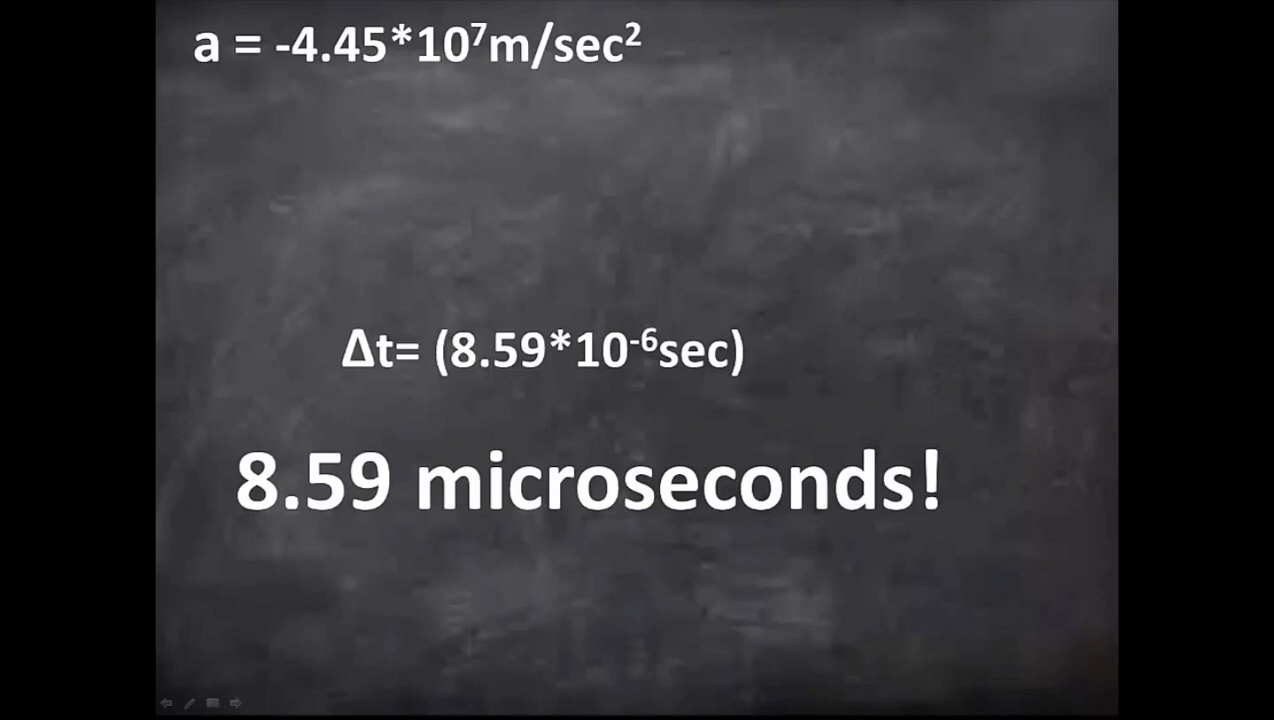 a = -4.45*10⁷m/sec²
Δt= (8.59*10⁻⁶sec)
8.59 microseconds!